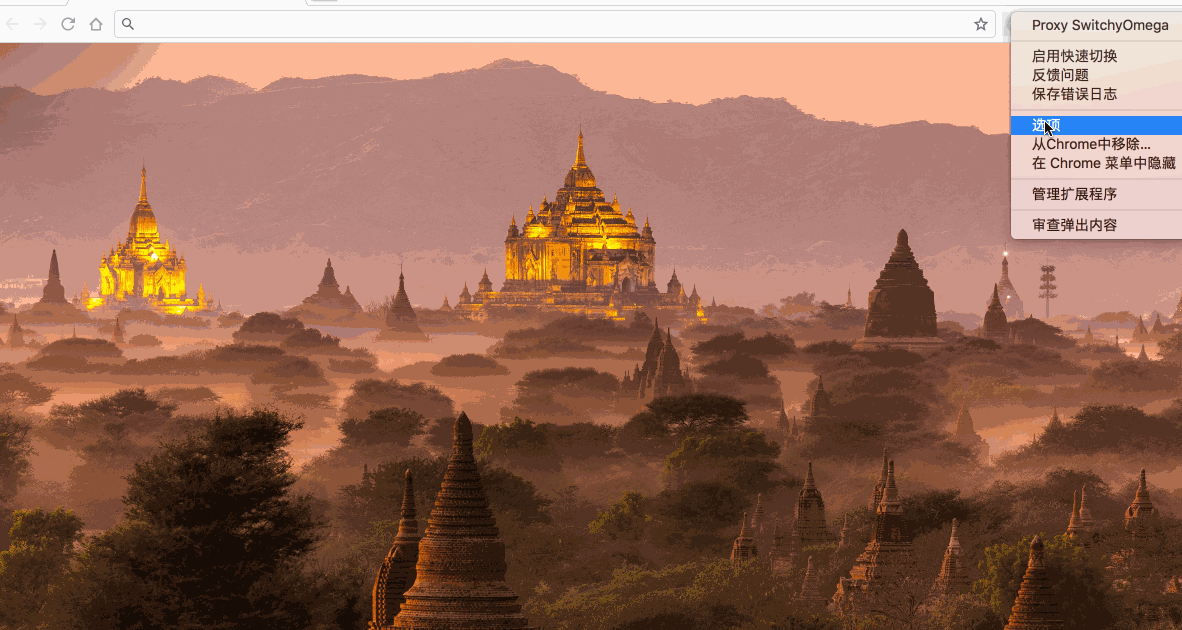 Proxy SwitchyOmega
启用快速切换
反馈问题
保存错误日志
选项
从Chrome中移除...
在 Chrome 菜单中隐藏
管理扩展程序
审查弹出内容